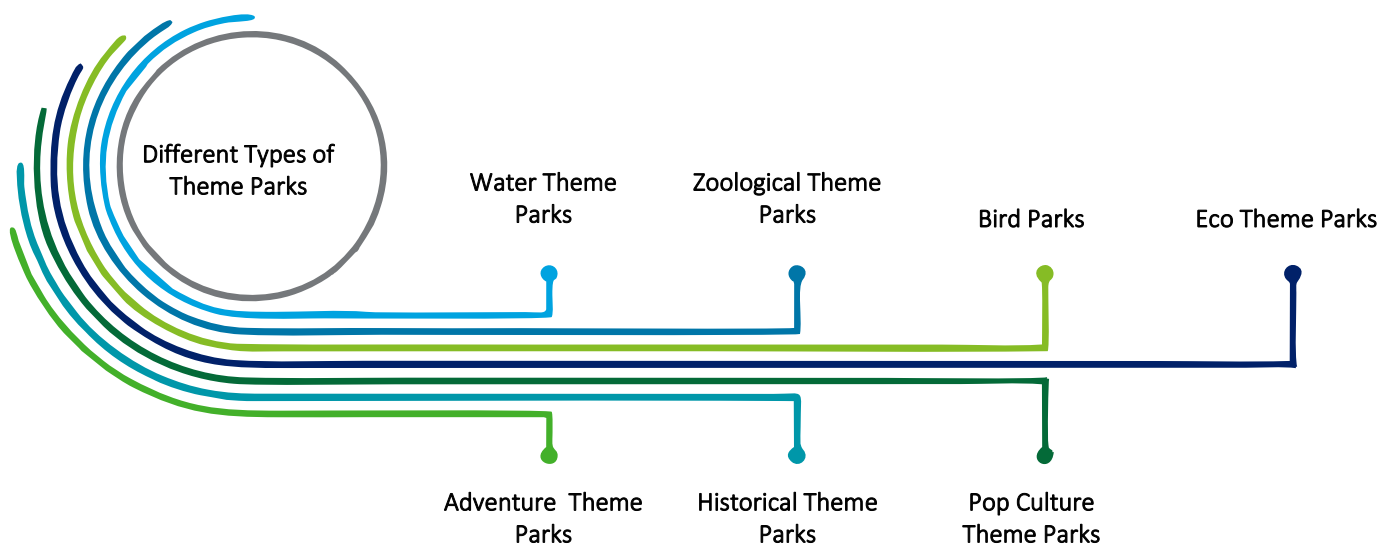 Different Types of
Theme Parks
Water Theme
Parks
Zoological Theme
Parks
Bird Parks
Eco Theme Parks
Adventure  Theme
Parks
Historical Theme
Parks
Pop Culture
Theme Parks